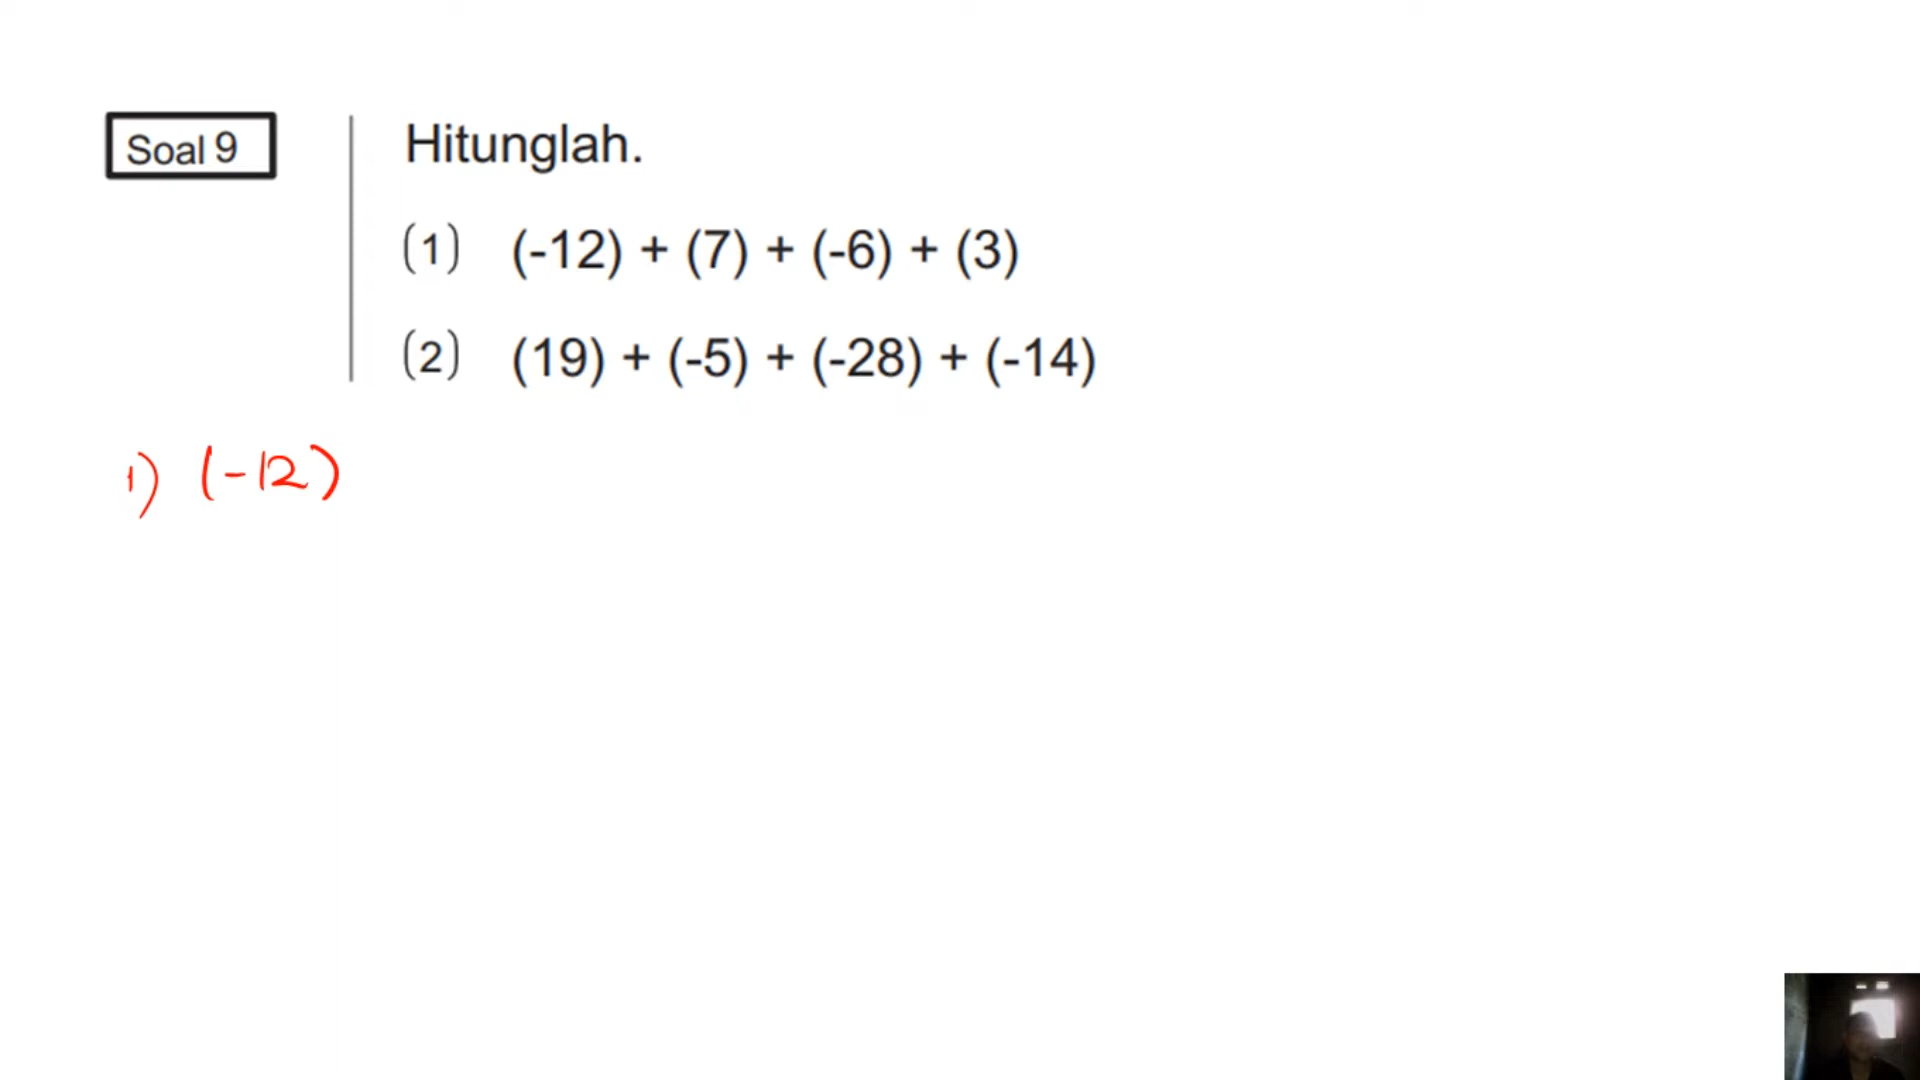 Soal 9
Hitunglah.
(1) (-12) + (7) + (-6) + (3)
(2) (19) + (-5) + (-28) + (-14)
1) (-12)